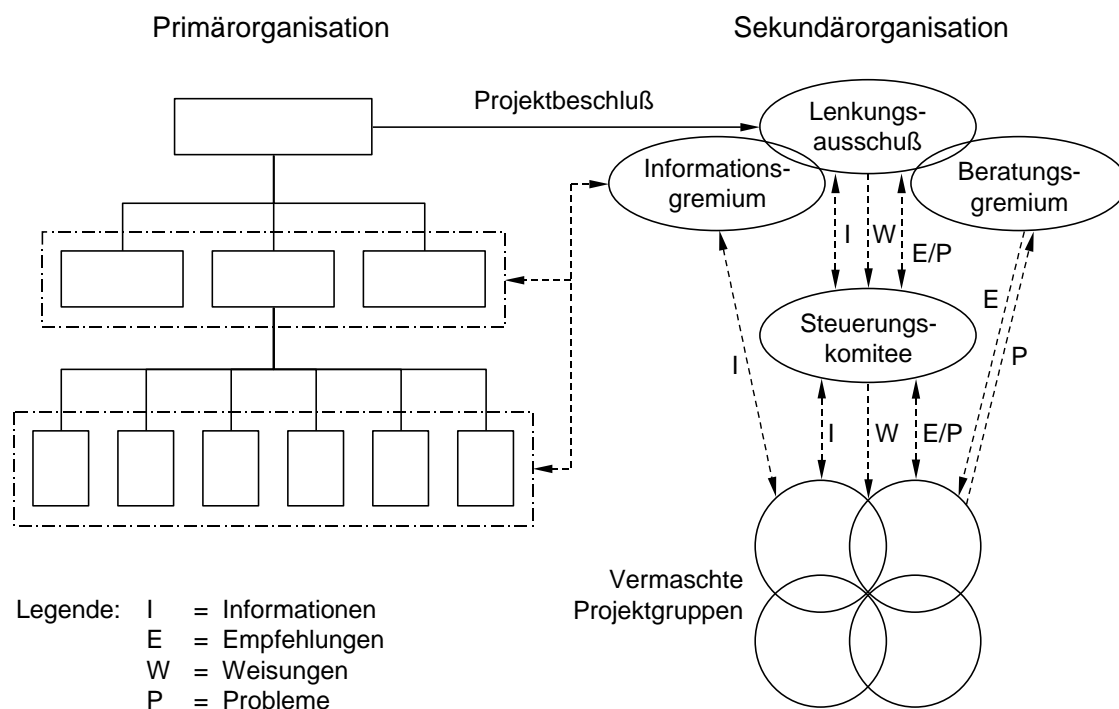 Primärorganisation
Sekundärorganisation
Projektbeschluß
Lenkungs-
ausschuß
Informations-
gremium
Beratungs-
gremium
I
W
E/P
Steuerungs-
komitee
I
E
P
I
W
E/P
Vermaschte
Projektgruppen
Legende: I = Informationen
E = Empfehlungen
W = Weisungen
P = Probleme